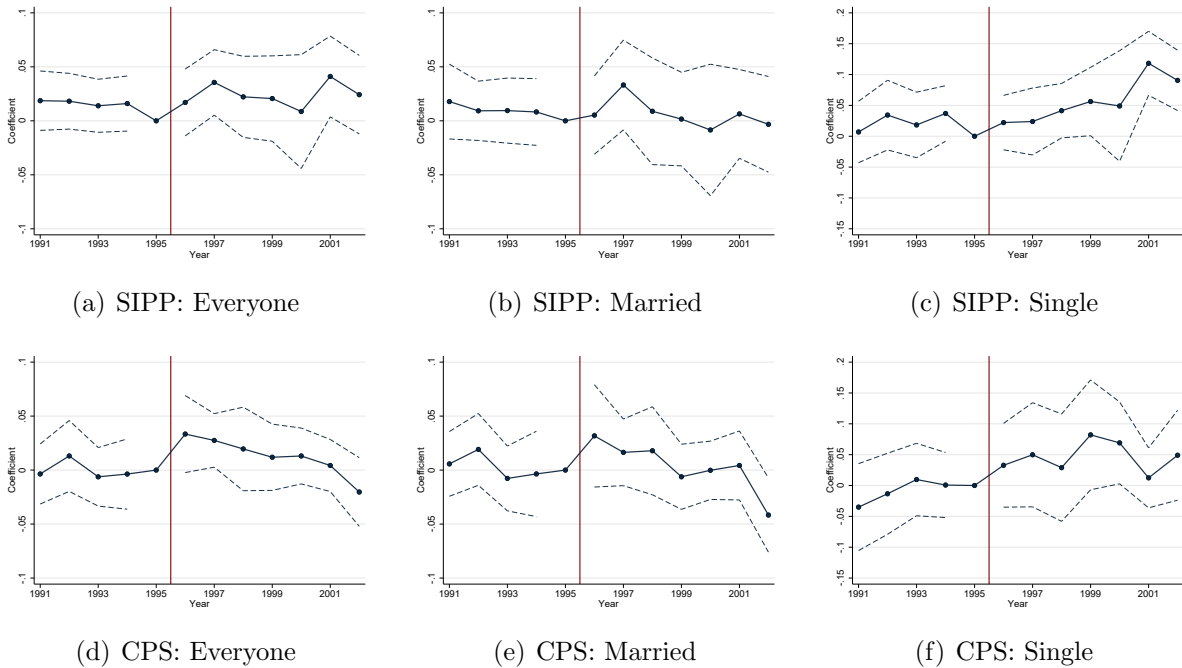 .1
.05
0
-.05
-.1
Coefficient
1991 1993 1995 1997 1999 2001
Year
(a) SIPP: Everyone
.1
.05
0
-.05
-.1
Coefficient
1991 1993 1995 1997 1999 2001
Year
(b) SIPP: Married
.2
.15
.1
.05
0
-.05
-.1
-.15
Coefficient
1991 1993 1995 1997 1999 2001
Year
(c) SIPP: Single
.1
.05
0
-.05
-.1
Coefficient
1991 1993 1995 1997 1999 2001
Year
(d) CPS: Everyone
.1
.05
0
-.05
-.1
Coefficient
1991 1993 1995 1997 1999 2001
Year
(e) CPS: Married
.2
.15
.1
.05
0
-.05
-.1
-.15
Coefficient
1991 1993 1995 1997 1999 2001
Year
(f) CPS: Single